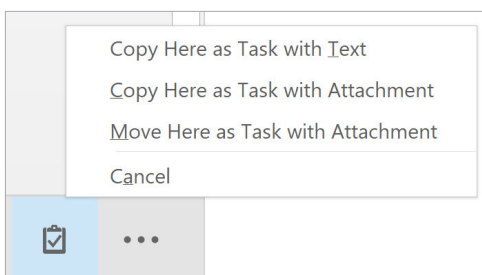 Copy Here as Task with Text
Copy Here as Task with Attachment
Move Here as Task with Attachment
Cancel